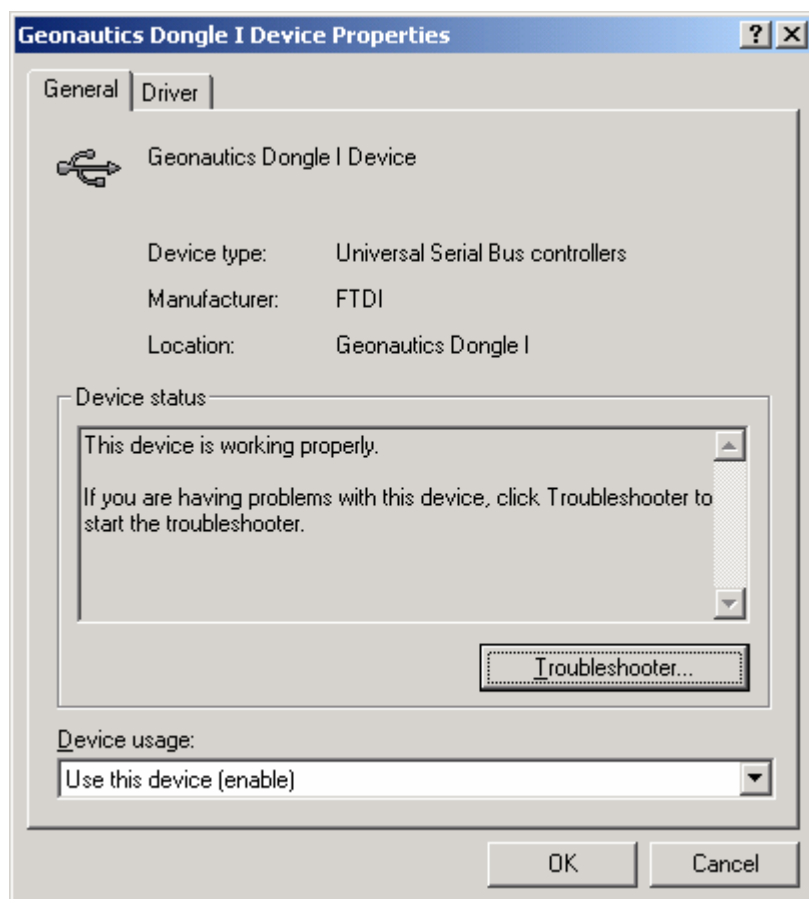 Geonautics Dongle I Device Properties
General
Driver
Geonautics Dongle I Device
Device type: Universal Serial Bus controllers
Manufacturer: FTDI
Location: Geonautics Dongle I
Device status
This device is working properly.
If you are having problems with this device, click Troubleshooter to
start the troubleshooter.
Troubleshooter...
Device usage:
Use this device (enable)
OK Cancel